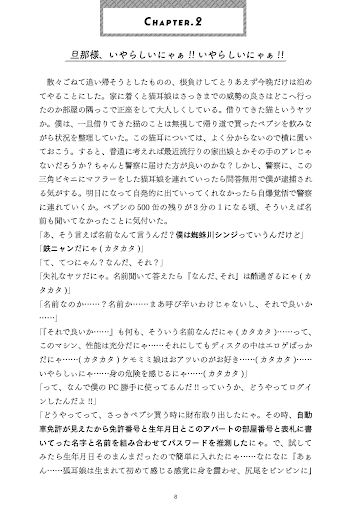 CHAPTER.2
旦那様、いやらしいにゃぁ!! いやらしいにゃぁ!!
散々ごねて追い帰そうとしたものの、根負けしてとりあえず今晩だけは泊め
てやることにした。家に着くと猫耳娘はさっきまでの威勢の良さはどこへ行っ
たのか部屋の隅っこで正座をして大人しくしている。借りてきた猫というヤツ
か。僕は、一旦借りてきた猫のことは無視して帰り道で買ったペプシを飲みな
がら状況を整理していた。この猫耳については、よく分からないので横に置い
ておこう。すると、普通に考えれば最近流行りの家出娘とかその手のアレじゃ
ないだろうか?ちゃんと警察に届けた方が良いのかな?しかし、警察に、この
三角ビキニにマフラーをした猫耳娘を連れていったら問答無用で僕が逮捕され
る気がする。明日になって自発的に出ていってくれなかったら自爆覚悟で警察
に連れていくか。ペプシの500缶の残りが3分の1になる頃、そういえば名
前も聞いてなかったことに気付いた。
「あ、そう言えば名前なんて言うんだ?僕は蜘蛛川シンジっていうんだけど」
「鉄ニャンだにゃ(カタカタ)」
「て、てつにゃん?なんだ、それ?」
「失礼なヤツだにゃ。名前聞いて答えたら『なんだ、それ』は酷過ぎるにゃ(カ
タカタ)」
「名前なのか……?名前か……まあ呼び辛いわけじゃないし、それで良いか
……」
「『それで良いか……』も何も、そういう名前なんだにゃ(カタカタ)……って、
このマシン、性能は充分だにゃ……それにしてもディスクの中はエロゲばっか
だにゃ……(カタカタ)ケモミミ娘はおアツいのがお好き……(カタカタ)……
いやらしいにゃ……身の危険を感じるにゃ……(カタカタ)」
「って、なんで僕のPC勝手に使ってるんだ!!っていうか、どうやってログイ
ンしたんだよ!!」
「どうやってって、さっきペプシ買う時に財布取り出したにゃ。その時、自動
車免許が見えたから免許番号と生年月日とこのアパートの部屋番号と表札に書
いてった名字と名前を組み合わせてパスワードを推測したにゃ。で、試して
みたら生年月日そのまんまだったので簡単に入れたにゃ……なになに『あぁ
ん……狐耳娘は生まれて初めて感じる感覚に身を震わせ、尻尾をピンピンに』
8